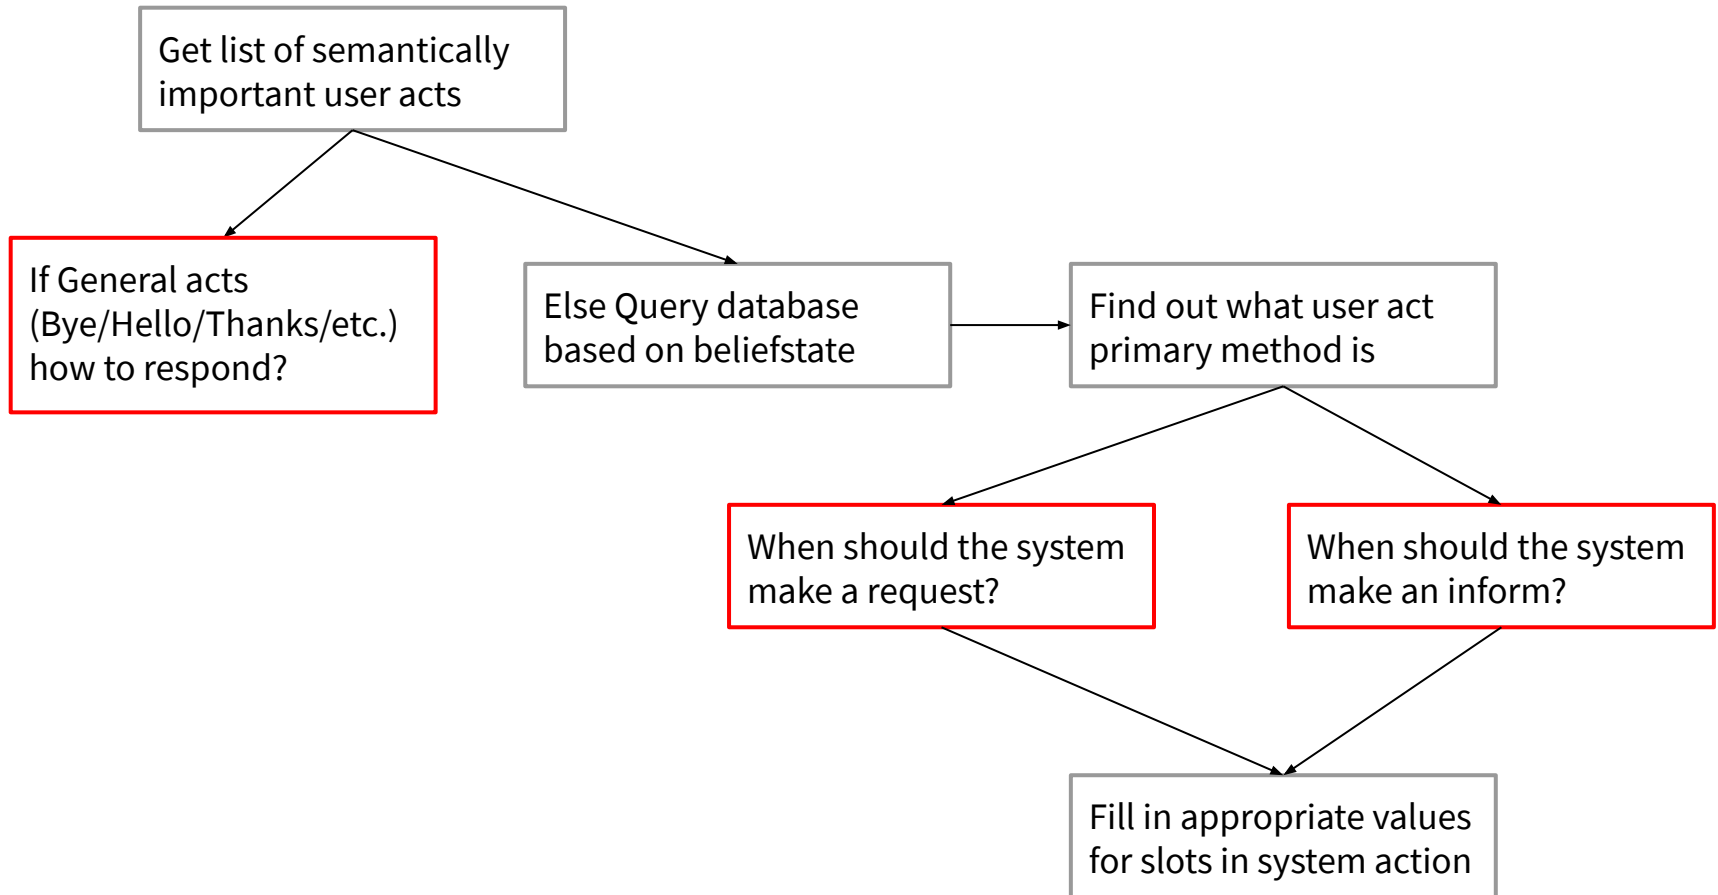 Get list of semantically
important user acts
If General acts
(Bye/Hello/Thanks/etc.)
how to respond?
Else Query database
based on beliefstate
Find out what user act
primary method is
When should the system
make a request?
When should the system
make an inform?
Fill in appropriate values
for slots in system action